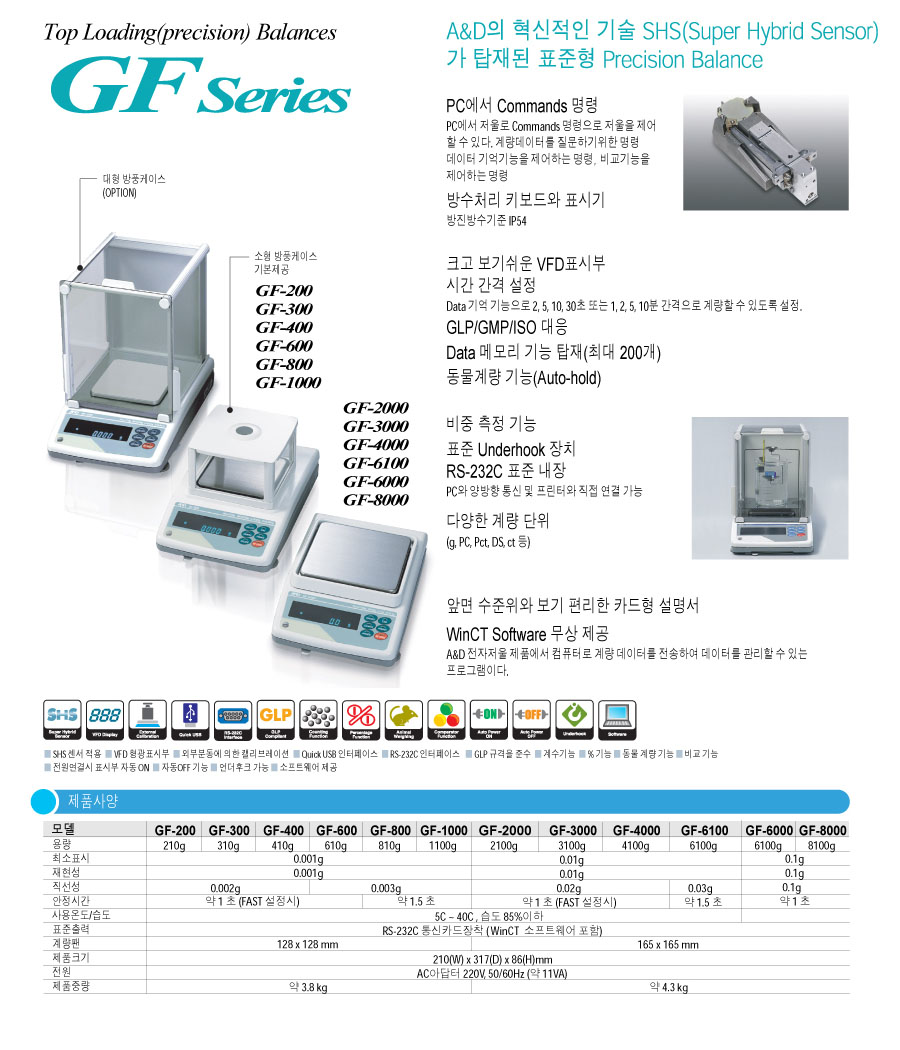 Top Loading(precision) Balances
GF Series
A&D의 혁신적인 기술 SHS(Super Hybrid Sensor)
가 탑재된 표준형 Precision Balance
대형 방풍케이스
(OPTION)
소형 방풍케이스
기본제공
GF-200
GF-300
GF-400
GF-600
GF-800
GF-1000
GF-2000
GF-3000
GF-4000
GF-6100
GF-6000
GF-8000
PC에서 Commands 명령
PC에서 저울로 Commands 명령으로 저울을 제어
할 수 있다. 계량데이터를 질문하기위한 명령
데이터 기억기능을 제어하는 명령, 비교기능을
제어하는 명령
방수처리 키보드와 표시기
방진방수기준 IP54
크고 보기쉬운 VFD표시부
시간 간격 설정
Data 기억 기능으로 2, 5, 10, 30초 또는 1, 2, 5, 10분 간격으로 계량할 수 있도록 설정.
GLP/GMP/ISO 대응
Data 메모리 기능 탑재(최대 200개)
동물계량 기능(Auto-hold)
비중 측정 기능
표준 Underhook 장치
RS-232C 표준 내장
PC와 양방향 통신 및 프린터와 직접 연결 가능
다양한 계량 단위
(g, PC, Pct, DS, ct 등)
앞면 수준위와 보기 편리한 카드형 설명서
WinCT Software 무상 제공
A&D 전자저울 제품에서 컴퓨터로 계량 데이터를 전송하여 데이터를 관리할 수 있는
프로그램이다.
SHS 888 GLP ON OFF
Super Hybrid Sensor VFD Display External Calibration Quick USB RS-232C Interface GLP Compliant Counting Function Percentage Function Animal Weighing Comparator Function Auto Power ON Auto Power OFF Underhook Software
SHS 센서 적용 VFD 형광표시부 외부분동에 의한 캘리브레이션 Quick USB 인터페이스 RS-232C 인터페이스 GLP 규격을 준수 계수기능 % 기능 동물 계량 기능 비교 기능
전원연결시 표시부 자동 ON 자동OFF 기능 언더후크 가능 소프트웨어 제공
제품사양
모델 GF-200 GF-300 GF-400 GF-600 GF-800 GF-1000 GF-2000 GF-3000 GF-4000 GF-6100 GF-6000 GF-8000
용량 210g 310g 410g 610g 810g 1100g 2100g 3100g 4100g 6100g 6100g 8100g
최소표시 0.001g 0.01g 0.1g
재현성 0.001g 0.01g 0.1g
직선성 0.002g 0.003g 0.02g 0.03g 0.1g
안정시간 약 1 초 (FAST 설정시) 약 1.5 초 약 1 초 (FAST 설정시) 약 1.5 초 약 1 초
사용온도/습도 5C ~ 40C , 습도 85%이하
표준출력 RS-232C 통신카드장착 ( WinCT 소프트웨어 포함)
계량팬 128 x 128 mm 165 x 165 mm
제품크기 210(W) x 317(D) x 86(H)mm
전원 AC아답터 220V, 50/60Hz (약 11VA)
제품중량 약 3.8 kg 약 4.3 kg